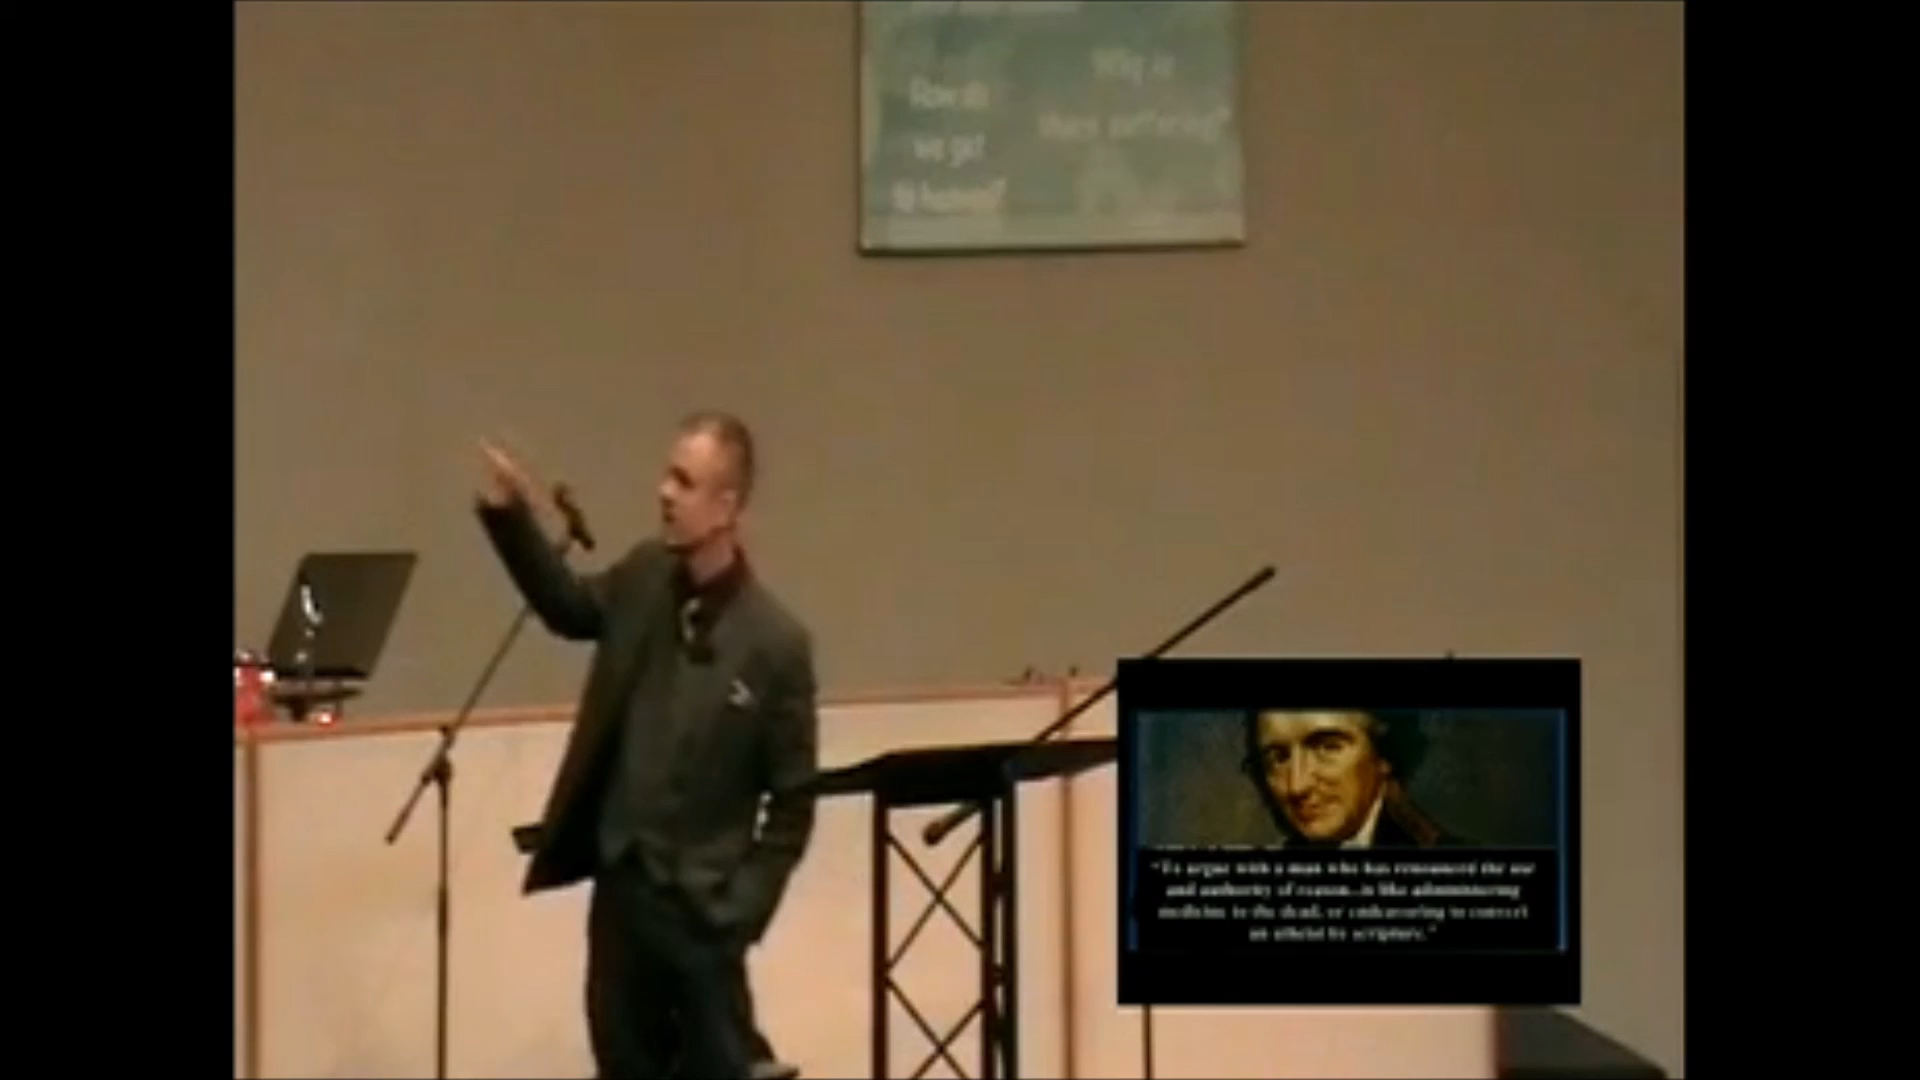 Why is
How do
there suffering?
we get
to heaven?
"To argue with a man who has renounced the use
and authority of reason...is like administering
medicine to the dead, or endeavoring to convert
an atheist by scripture."